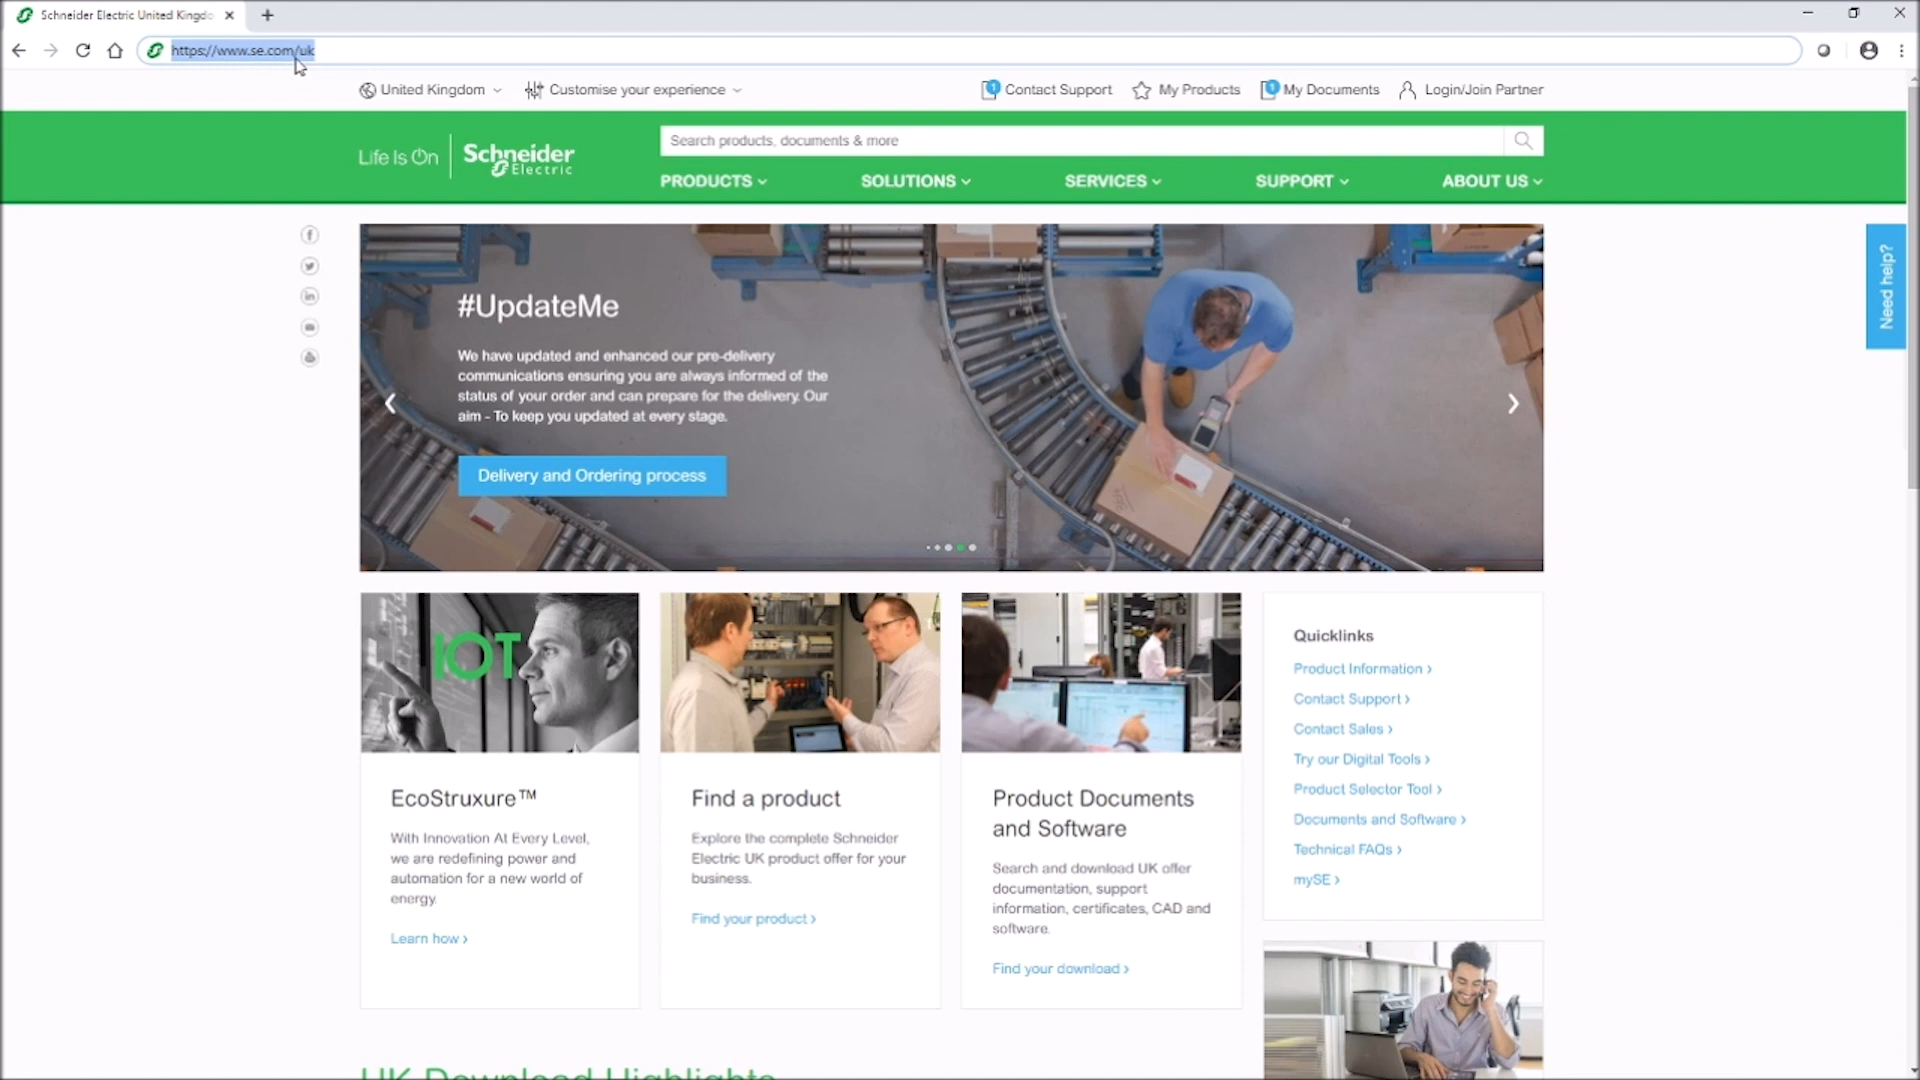 Schneider Electric United Kingdo
https://www.se.com/uk
United Kingdom
Customise your experience
1
Contact Support
My Products
1
My Documents
Login/Join Partner
Life Is On
Schneider
Electric
Search products, documents & more
PRODUCTS
SOLUTIONS
SERVICES
SUPPORT
ABOUT US
Need help?
#UpdateMe
We have updated and enhanced our pre-delivery
communications ensuring you are always informed of the
status of your order and can prepare for the delivery. Our
aim - To keep you updated at every stage.
Delivery and Ordering process
IOT
EcoStruxure™
With Innovation At Every Level,
we are redefining power and
automation for a new world of
energy.
Learn how ›
Find a product
Explore the complete Schneider
Electric UK product offer for your
business.
Find your product ›
Product Documents
and Software
Search and download UK offer
documentation, support
information, certificates, CAD and
software.
Find your download ›
Quicklinks
Product Information ›
Contact Support ›
Contact Sales ›
Try our Digital Tools ›
Product Selector Tool ›
Documents and Software ›
Technical FAQs ›
mySE ›
UK Download Highlights